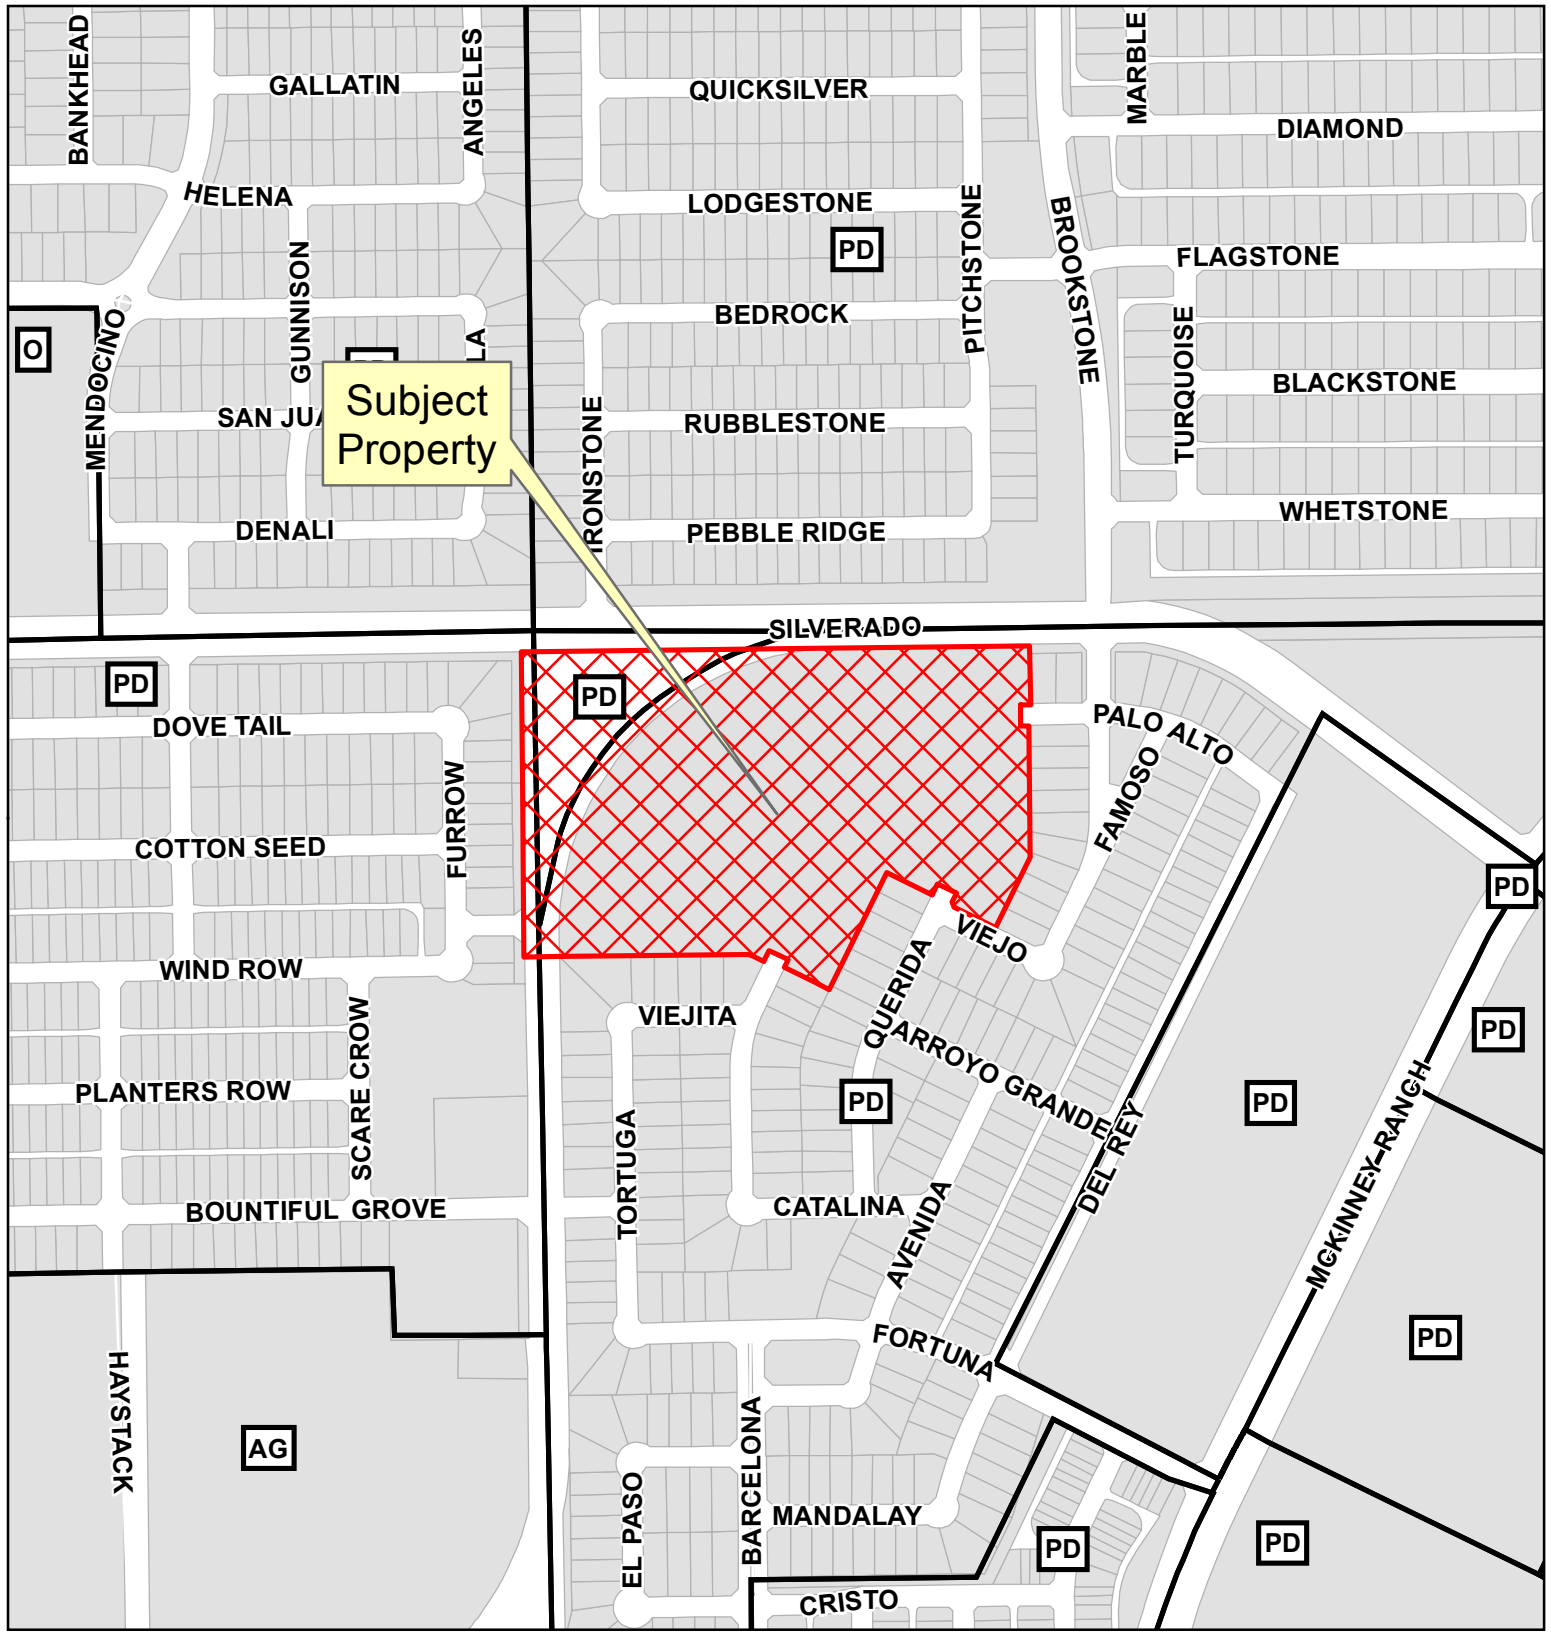 BANKHEAD
GALLATIN
ANGELES
QUICKSILVER
MARBLE
DIAMOND
HELENA
LODGESTONE
GUNNISON
PD
PITCHSTONE
BROOKSTONE
FLAGSTONE
BEDROCK
O
MENDOCINO
LA
TURQUOISE
BLACKSTONE
SAN JUA
Subject
Property
IRONSTONE
RUBBLESTONE
DENALI
PEBBLE RIDGE
WHETSTONE
SILVERADO
PD
PD
DOVE TAIL
PALO ALTO
FAMOSO
FURROW
COTTON SEED
PD
VIEJO
WIND ROW
QUERIDA
VIEJITA
SCARE CROW
ARROYO GRANDE
PD
PLANTERS ROW
PD
PD
TORTUGA
DEL REY
MCKINNEY RANCH
BOUNTIFUL GROVE
CATALINA
AVENIDA
FORTUNA
PD
HAYSTACK
AG
BARCELONA
EL PASO
MANDALAY
PD
PD
CRISTO